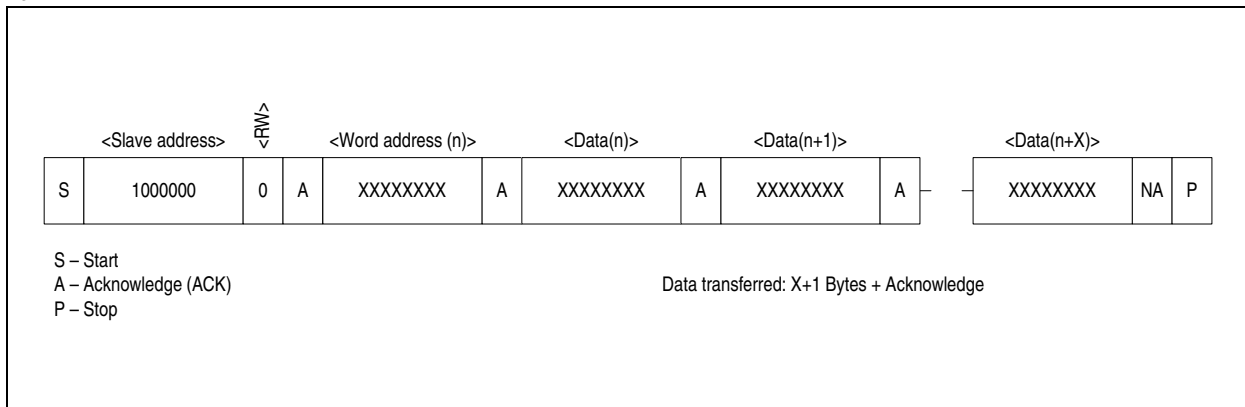 <Slave address> <RW> <Word address (n)> <Data(n)> <Data(n+1)> <Data(n+X)>
S 1000000 0 A XXXXXXXX A XXXXXXXX A XXXXXXXX A XXXXXXXX NA P
S – Start
A – Acknowledge (ACK) Data transferred: X+1 Bytes + Acknowledge
P – Stop